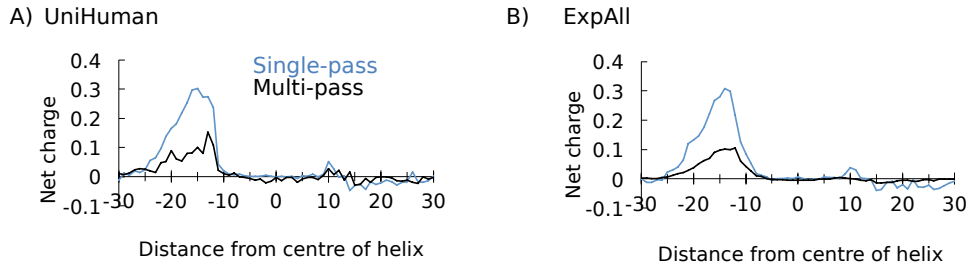 A) UniHuman
Net charge
0.4
0.3
0.2
0.1
0
-0.1
-30 -20 -10 0 10 20 30
Single-pass
Multi-pass
Distance from centre of helix
B) ExpAll
Net charge
0.4
0.3
0.2
0.1
0
-0.1
-30 -20 -10 0 10 20 30
Distance from centre of helix